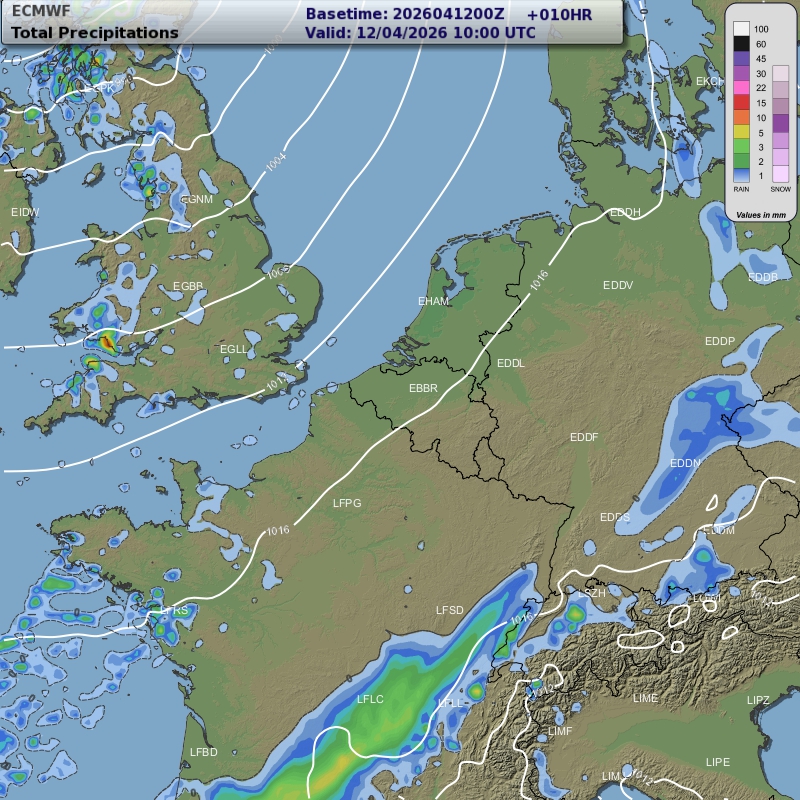 ECMWF
Total Precipitations
Basetime: 2026041200Z +010HR
Valid: 12/04/2026 10:00 UTC
100
60
45
30
22
15
10
5
3
2
1
RAIN SNOW
Values in mm
EKCH
EIDW
EGNM
EGBB
EGLL
EHAM
EBBR
EDDH
EDDV
EDDB
EDDP
EDDL
EDDF
EDDN
EDDS
EDDM
LFPG
LFRS
LFSD
LSZH
LFLC
LFLL
LFBD
LIME
LIMF
LIPZ
LIPE
1004
1016
1016
1016
1012
1012